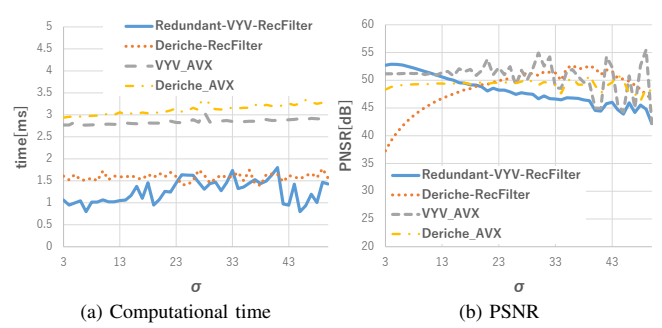 5
4.5
4
3.5
3
2.5
2
1.5
1
0.5
0
time[ms]
Redundant-VYV-RecFilter
Deriche-RecFilter
VYV_AVX
Deriche_AVX
3 13 23 33 43
σ
(a) Computational time
60
55
50
45
40
35
30
25
20
PNSR[dB]
Redundant-VYV-RecFilter
Deriche-RecFilter
VYV_AVX
Deriche_AVX
3 13 23 33 43
σ
(b) PSNR